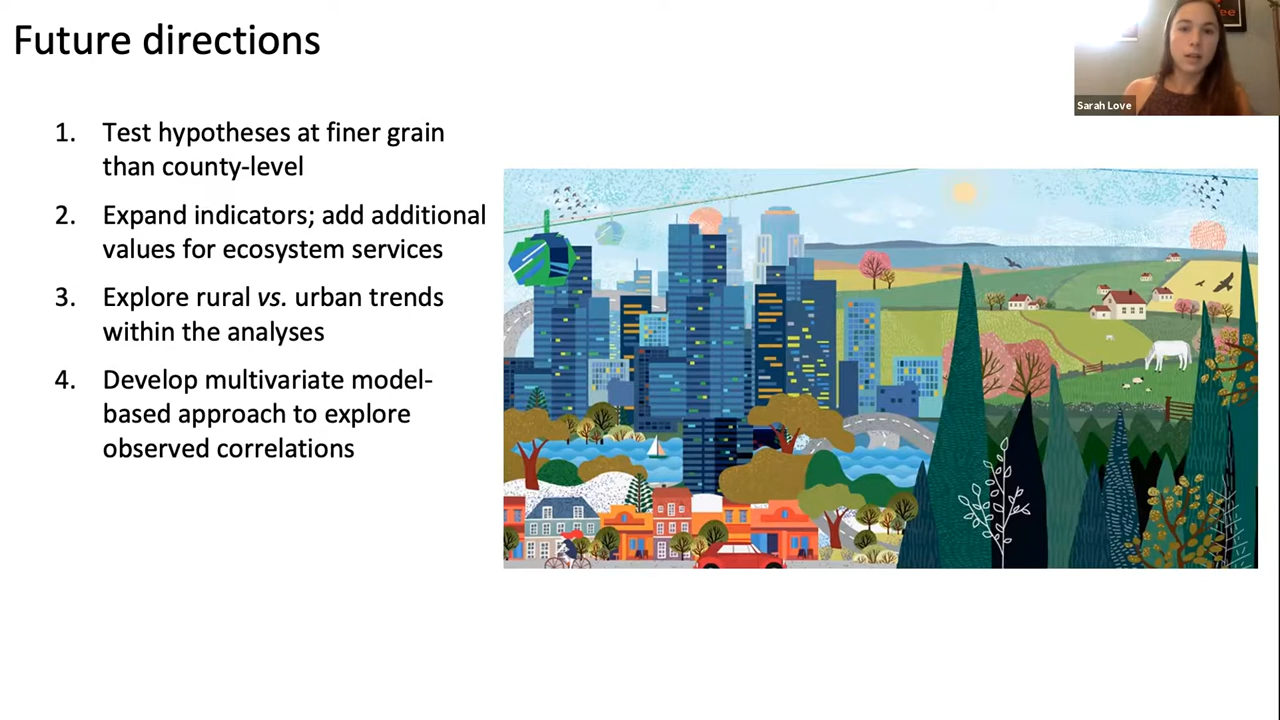 Future directions
1. Test hypotheses at finer grain
than county-level
2. Expand indicators; add additional
values for ecosystem services
3. Explore rural vs. urban trends
within the analyses
4. Develop multivariate model-
based approach to explore
observed correlations
Sarah Love